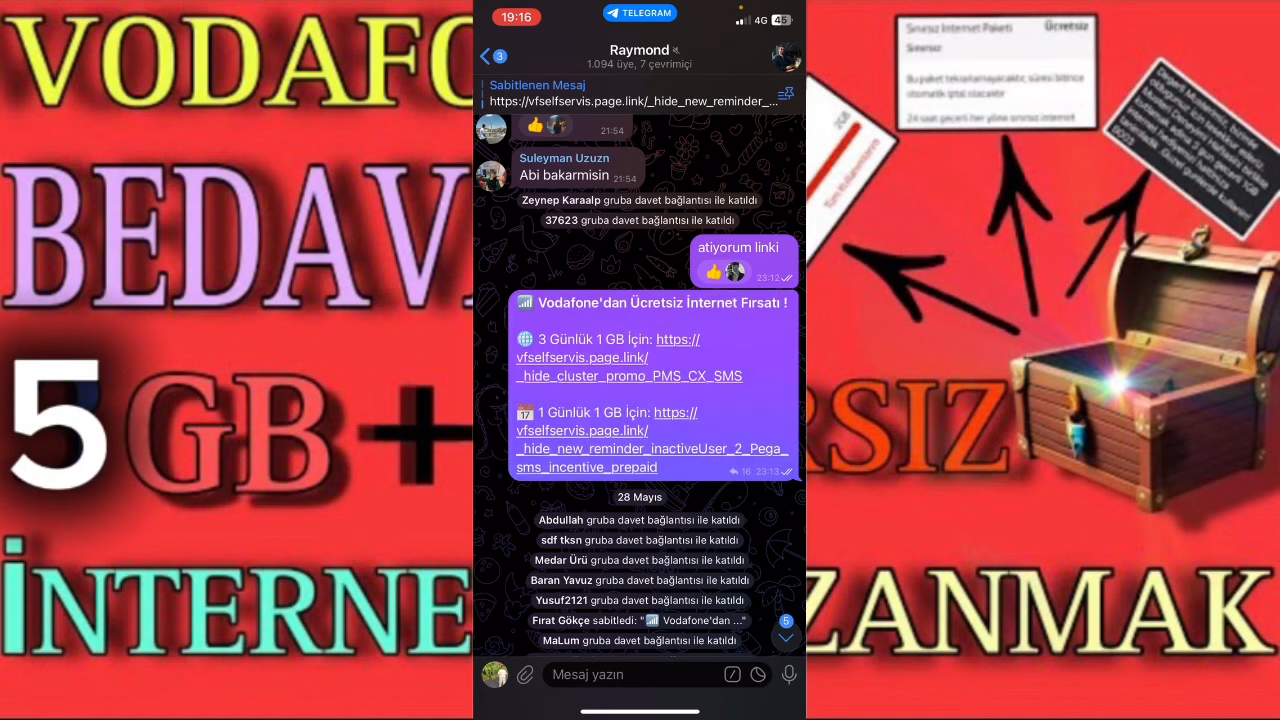 VODAFO
BEDAV
5 GB +
İNTERNE
19:16
TELEGRAM
4G 45
3
Raymond
1.094 üye, 7 çevrimiçi
Sabitlenen Mesaj
https://vfselfservis.page.link/_hide_new_reminder_...
21:54
Suleyman Uzuzn
Abi bakarmisin 21:54
Zeynep Karaalp gruba davet bağlantısı ile katıldı
37623 gruba davet bağlantısı ile katıldı
atiyorum linki
23:12
Vodafone'dan Ücretsiz İnternet Fırsatı !
3 Günlük 1 GB İçin: https://
vfselfservis.page.link/
_hide_cluster_promo_PMS_CX_SMS
17 1 Günlük 1 GB İçin: https://
vfselfservis.page.link/
_hide_new_reminder_inactiveUser_2_Pega_
sms_incentive_prepaid
16 23:13
28 Mayıs
Abdullah gruba davet bağlantısı ile katıldı
sdf tksn gruba davet bağlantısı ile katıldı
Medar Ürü gruba davet bağlantısı ile katıldı
Baran Yavuz gruba davet bağlantısı ile katıldı
Yusuf2121 gruba davet bağlantısı ile katıldı
Fırat Gökçe sabitledi: "Vodafone'dan ..."
5
MaLum gruba davet bağlantısı ile katıldı
Mesaj yazın
Sınırsız İnternet Paketi Ücretsiz
Sınırsız
Bu paket tekrarlamayacaktır, süresi bitince
otomatik iptal olacaktır
24 saat geçerli her yöne sınırsız internet
2GB
Tüm Kullanıcıların
RSIZ
ZANMAK